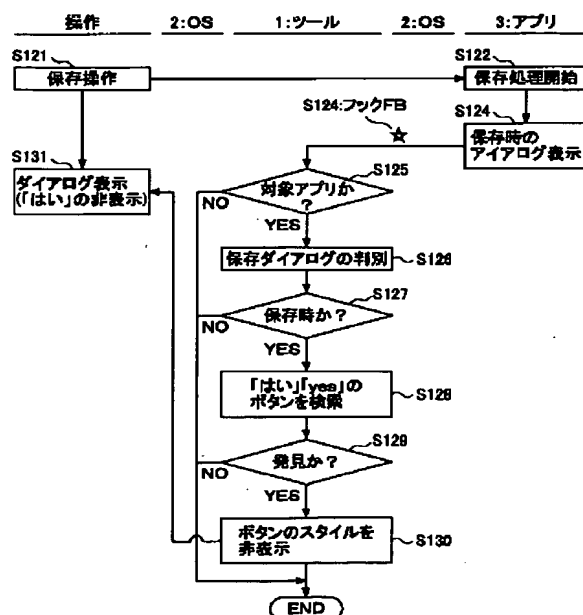 操作 2:OS 1:ツール 2:OS 3:アプリ
S121
保存操作
S122
保存処理開始
S124:フックFB
S124
保存時の
アイアログ表示
S131
ダイアログ表示
(「はい」の非表示)
S125
対象アプリか
?
NO
YES
保存ダイアログの判別
S126
S127
保存時か?
NO
YES
「はい」「yes」の
ボタンを検索
S128
S129
発見か?
NO
YES
ボタンのスタイルを
非表示
S130
END